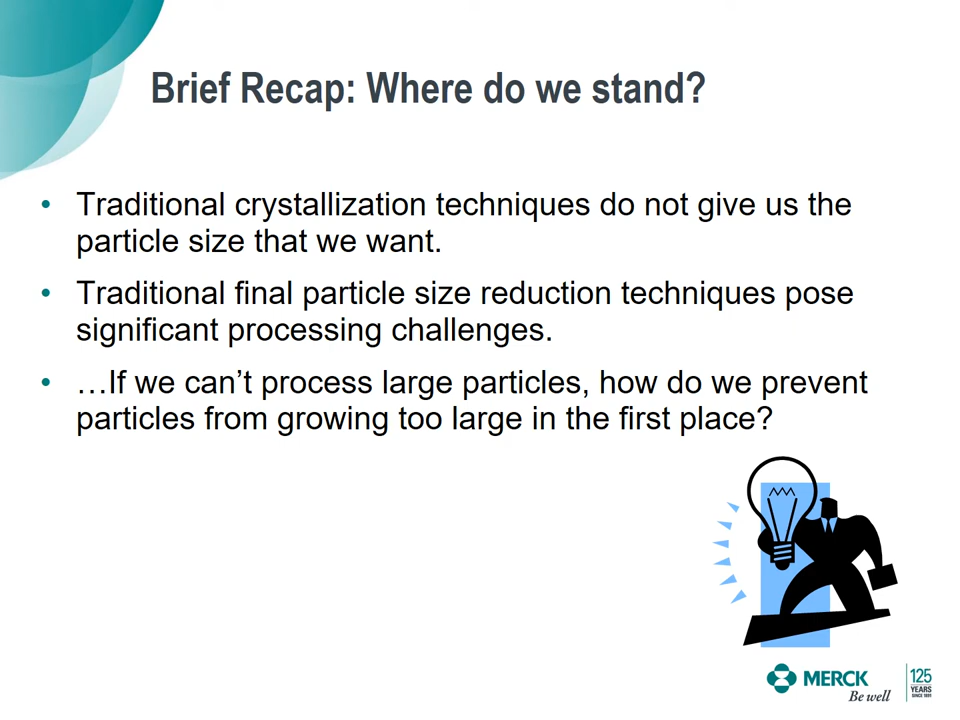 Brief Recap: Where do we stand?
• Traditional crystallization techniques do not give us the
particle size that we want.
• Traditional final particle size reduction techniques pose
significant processing challenges.
• …If we can’t process large particles, how do we prevent
particles from growing too large in the first place?
MERCK
Be well
125
YEARS
SINCE 1891